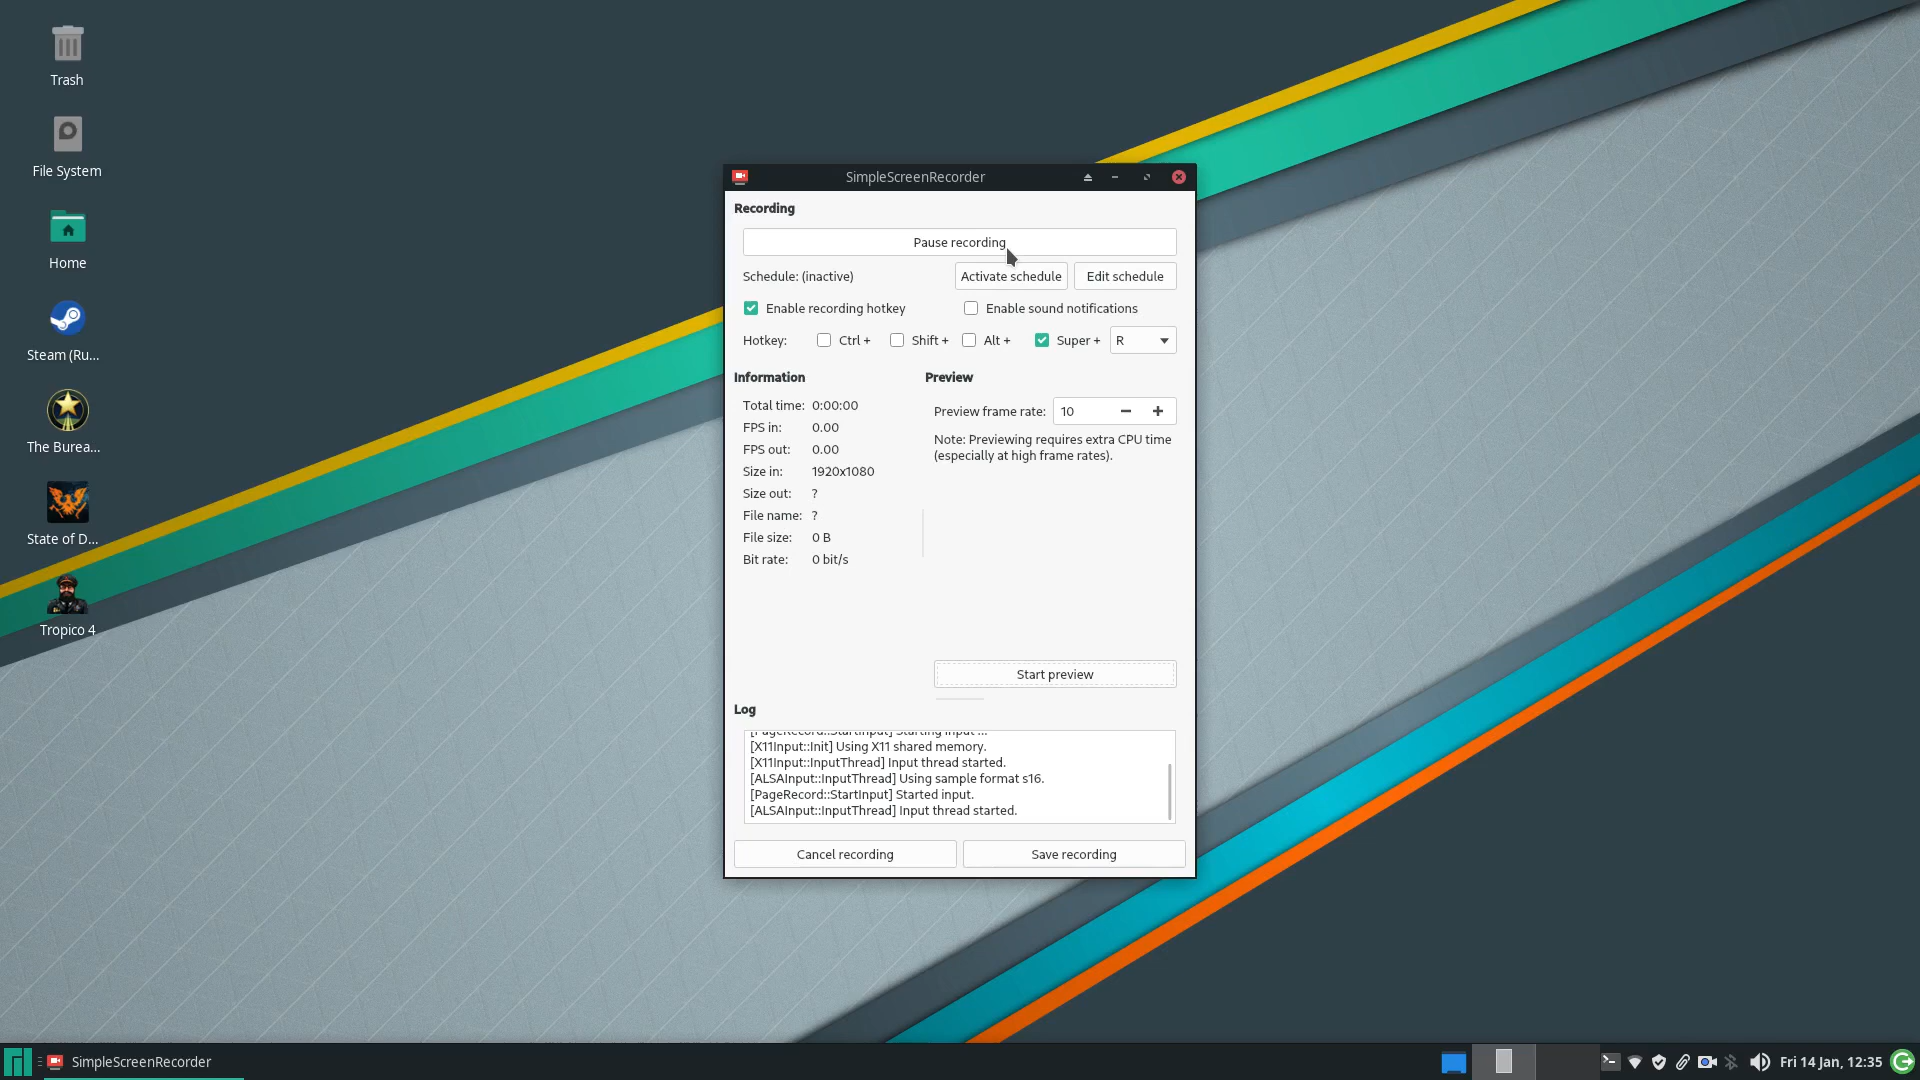 Trash
File System
Home
Steam (Ru...
The Burea...
State of D...
Tropico 4
SimpleScreenRecorder
Recording
Pause recording
Schedule: (inactive)
Activate schedule
Edit schedule
Enable recording hotkey
Enable sound notifications
Hotkey:
Ctrl +
Shift +
Alt +
Super +
R
Information
Total time: 0:00:00
FPS in: 0.00
FPS out: 0.00
Size in: 1920x1080
Size out: ?
File name: ?
File size: 0 B
Bit rate: 0 bit/s
Preview
Preview frame rate: 10
Note: Previewing requires extra CPU time
(especially at high frame rates).
Start preview
Log
[PageRecord::StartInput] Starting input ...
[X11Input::Init] Using X11 shared memory.
[X11Input::InputThread] Input thread started.
[ALSAInput::InputThread] Using sample format s16.
[PageRecord::StartInput] Started input.
[ALSAInput::InputThread] Input thread started.
Cancel recording
Save recording
SimpleScreenRecorder
Fri 14 Jan, 12:35